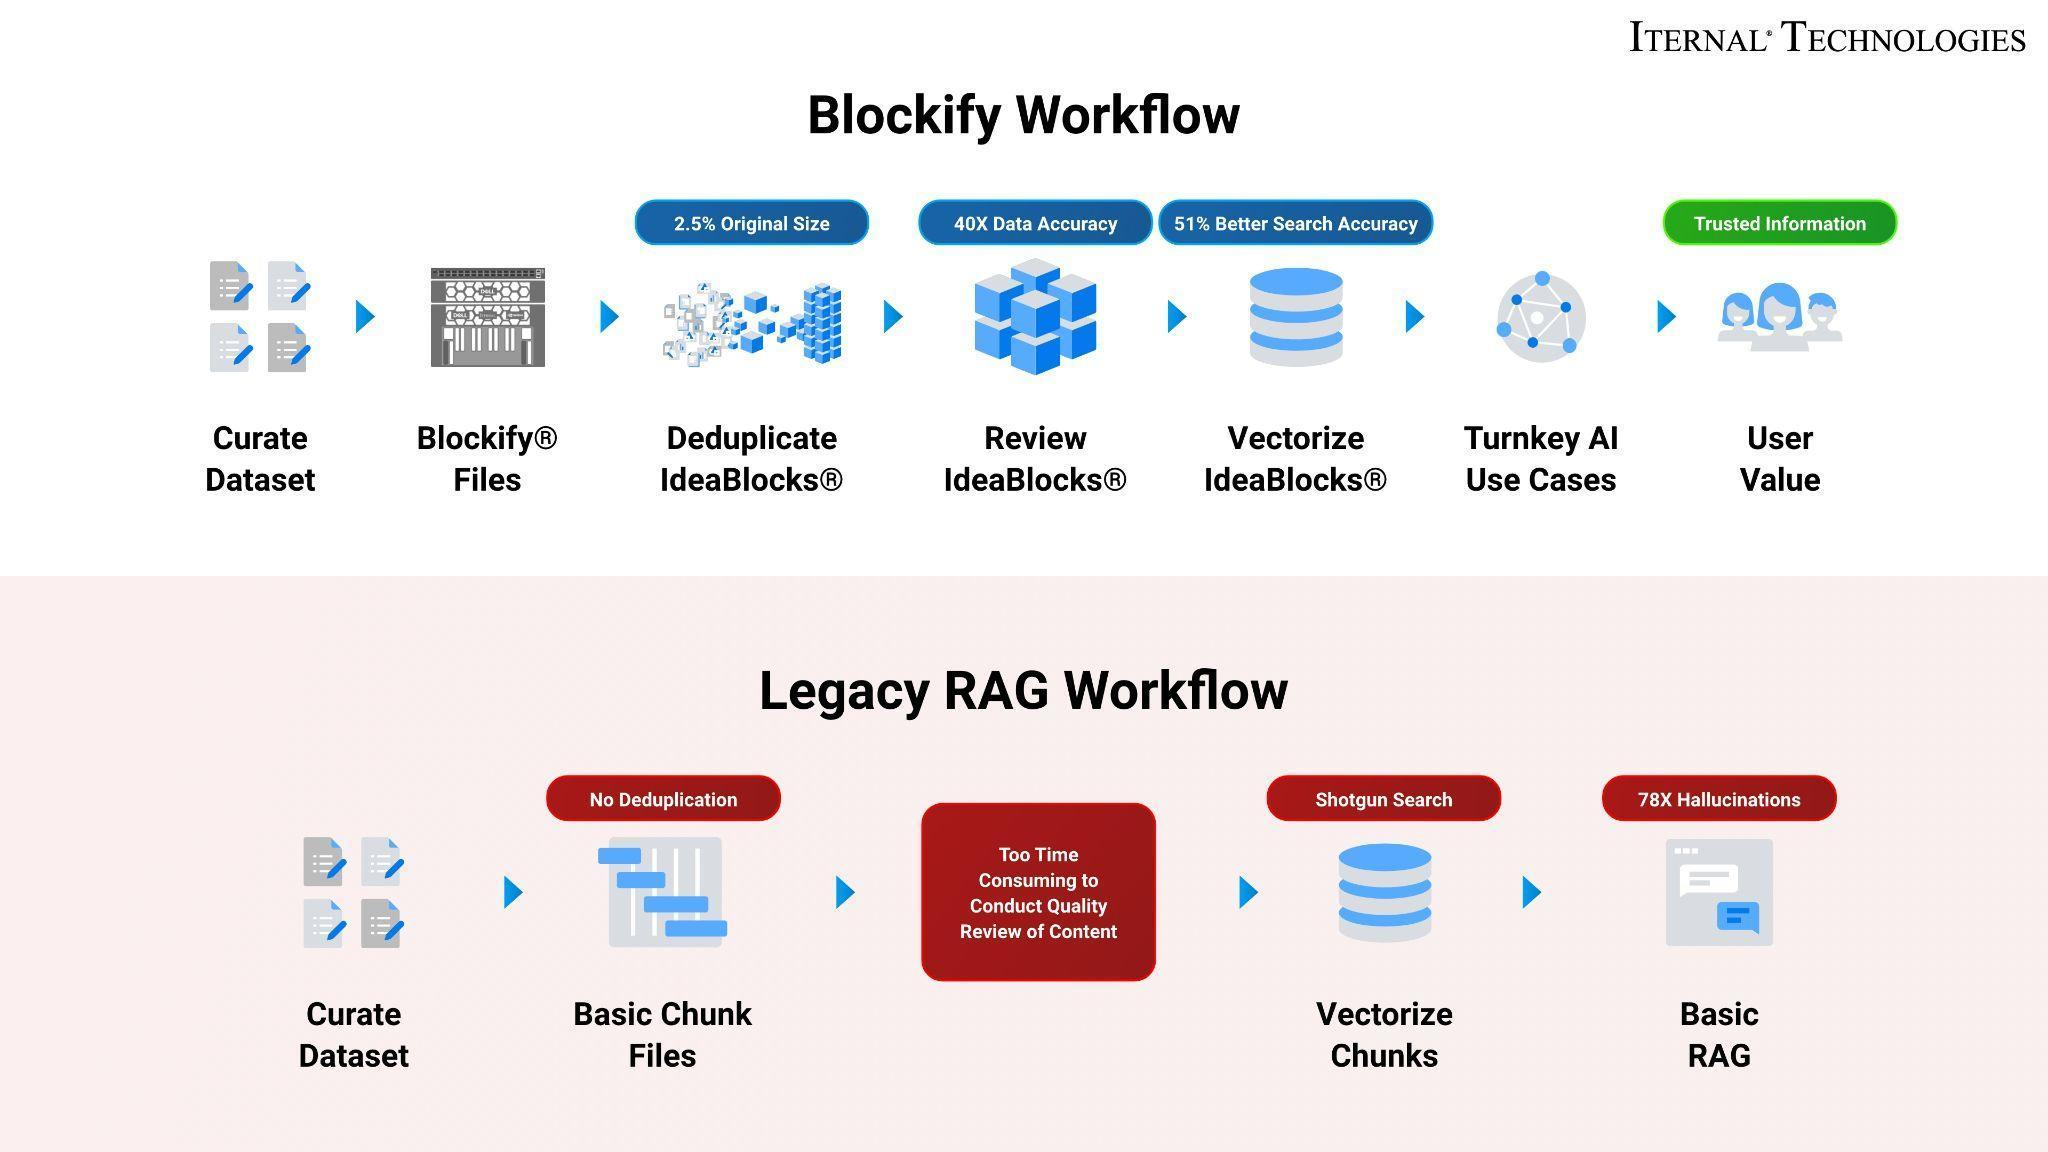 ITERNAL® TECHNOLOGIES
Blockify Workflow
2.5% Original Size
40X Data Accuracy
51% Better Search Accuracy
Trusted Information
Curate
Dataset
Blockify®
Files
Deduplicate
IdeaBlocks®
Review
IdeaBlocks®
Vectorize
IdeaBlocks®
Turnkey AI
Use Cases
User
Value
Legacy RAG Workflow
No Deduplication
Shotgun Search
78X Hallucinations
Too Time
Consuming to
Conduct Quality
Review of Content
Curate
Dataset
Basic Chunk
Files
Vectorize
Chunks
Basic
RAG